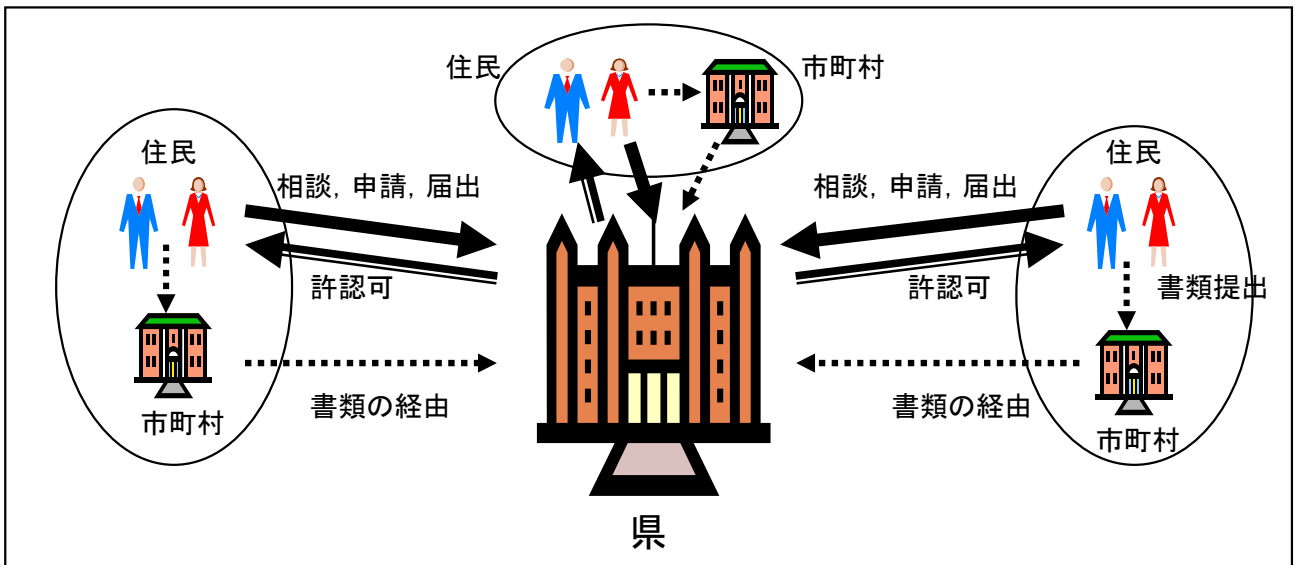 住民
市町村
住民
相談，申請，届出
許認可
書類の経由
市町村
住民
相談，申請，届出
許認可
書類提出
書類の経由
市町村
県